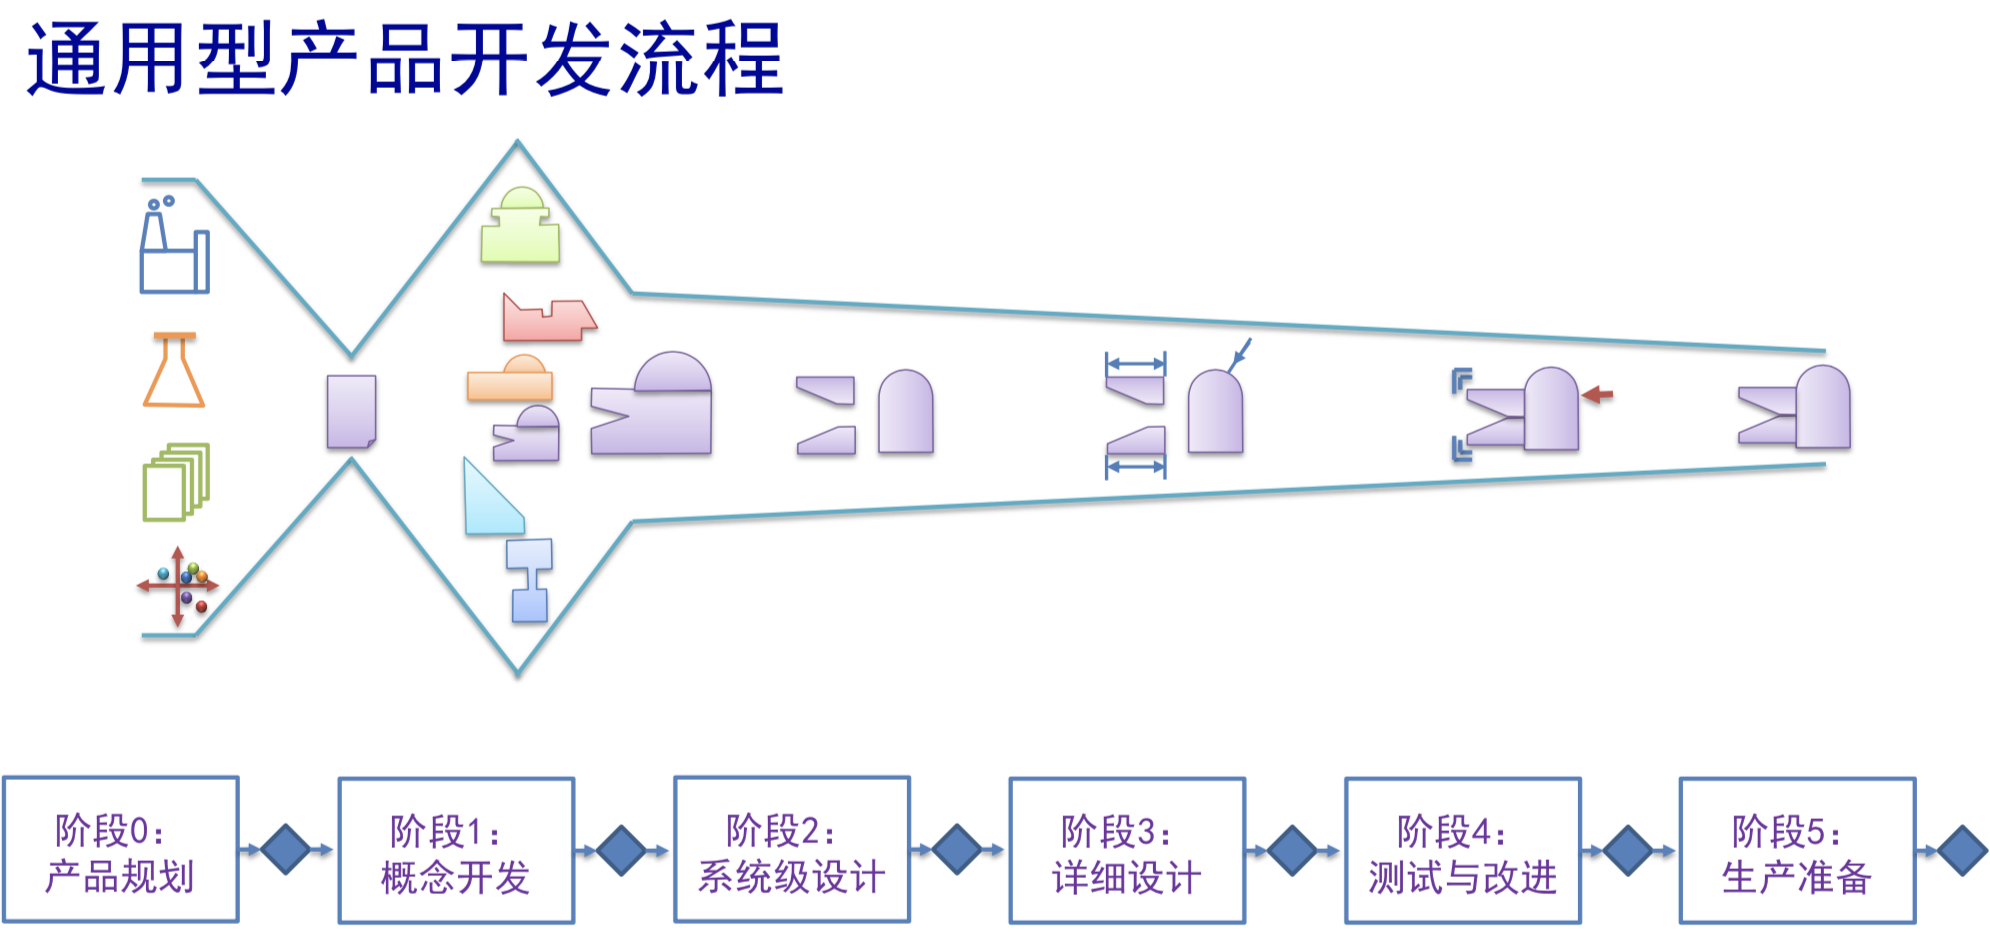 通用型产品开发流程
阶段0：
产品规划
阶段1：
概念开发
阶段2：
系统级设计
阶段3：
详细设计
阶段4：
测试与改进
阶段5：
生产准备